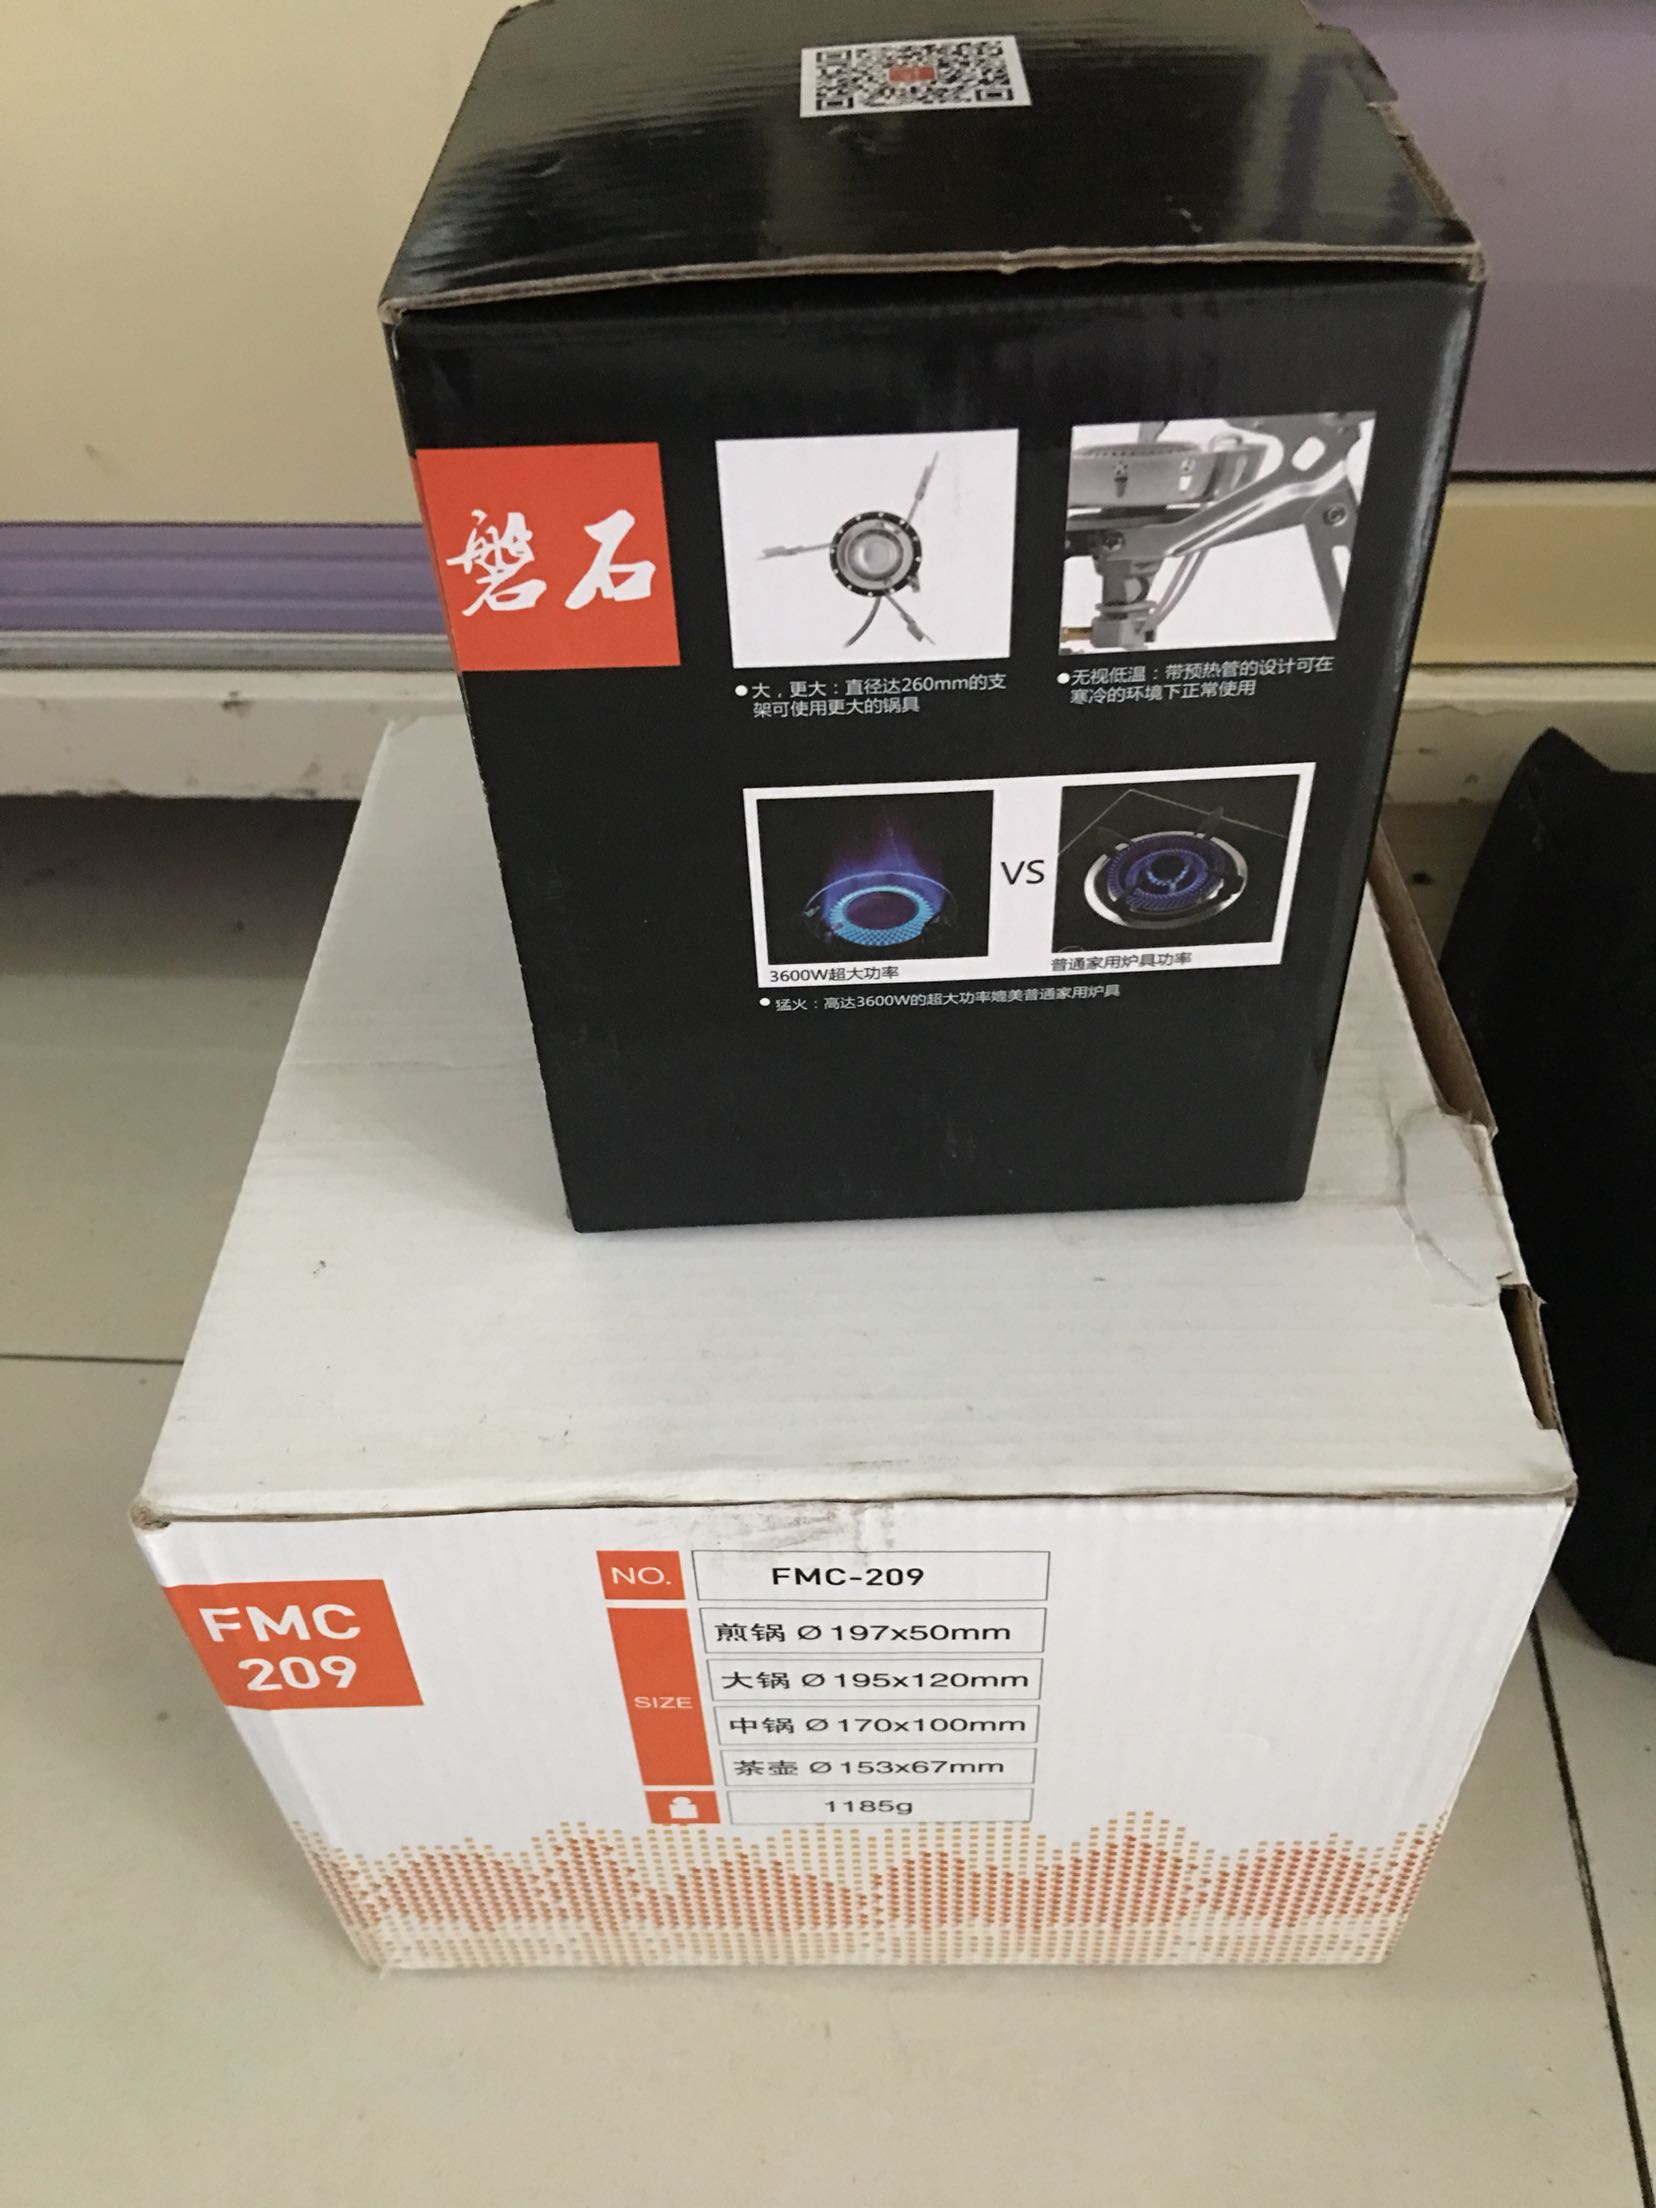 磐石
●大，更大：直径达260mm的支
架可使用更大的锅具
●无视低温：带预热管的设计可在
寒冷的环境下正常使用
VS
3600W超大功率
普通家用炉具功率
●猛火：高达3600W的超大功率媲美普通家用炉具
FMC
209
NO. FMC-209
SIZE
煎锅 Ø 197x50mm
大锅 Ø 195x120mm
中锅 Ø 170x100mm
茶壶 Ø 153x67mm
1185g